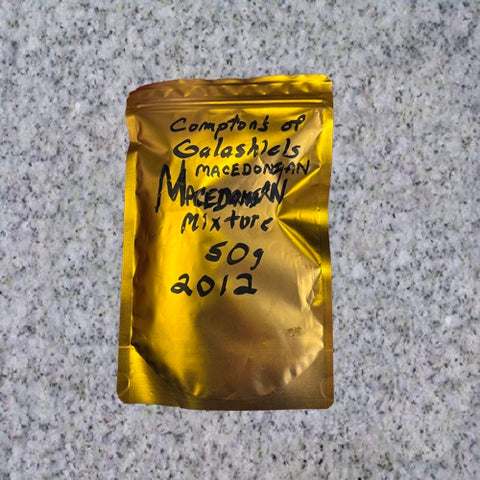 Comptons of
Galashiels
MACEDONIAN
MACEDONIAN
Mixture
50g
2012